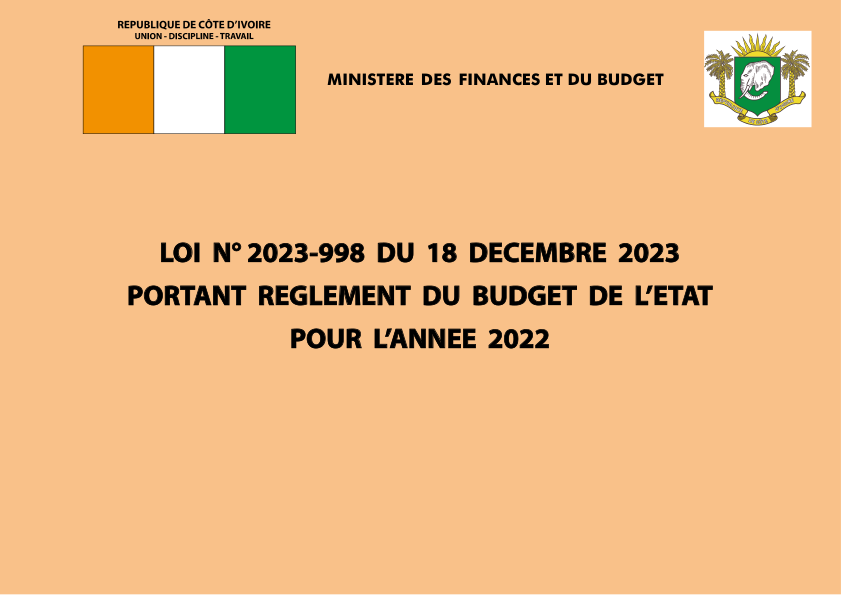 REPUBLIQUE DE CÔTE D'IVOIRE
UNION - DISCIPLINE - TRAVAIL
MINISTERE DES FINANCES ET DU BUDGET
LOI N° 2023-998 DU 18 DECEMBRE 2023
PORTANT REGLEMENT DU BUDGET DE L'ETAT
POUR L'ANNEE 2022